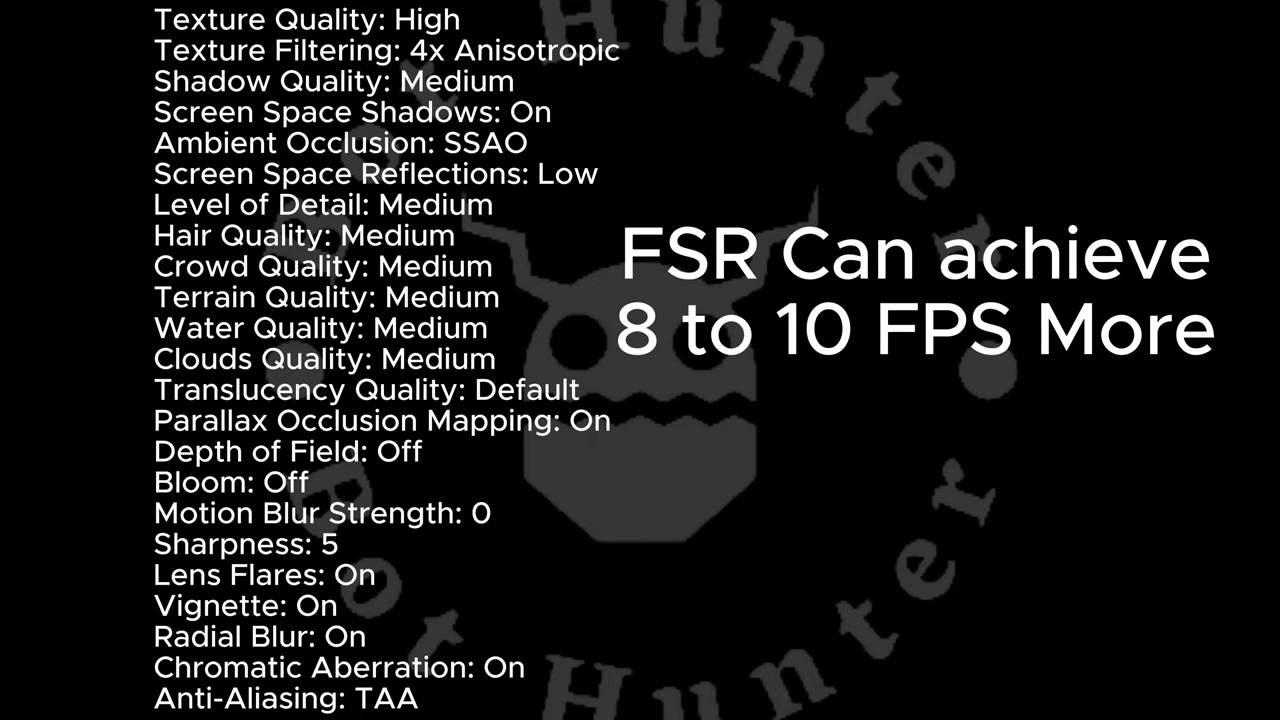 Texture Quality: High
Texture Filtering: 4x Anisotropic
Shadow Quality: Medium
Screen Space Shadows: On
Ambient Occlusion: SSAO
Screen Space Reflections: Low
Level of Detail: Medium
Hair Quality: Medium
Crowd Quality: Medium
Terrain Quality: Medium
Water Quality: Medium
Clouds Quality: Medium
Translucency Quality: Default
Parallax Occlusion Mapping: On
Depth of Field: Off
Bloom: Off
Motion Blur Strength: 0
Sharpness: 5
Lens Flares: On
Vignette: On
Radial Blur: On
Chromatic Aberration: On
Anti-Aliasing: TAA
FSR Can achieve
8 to 10 FPS More
Bot Hunter
Bot Hunter